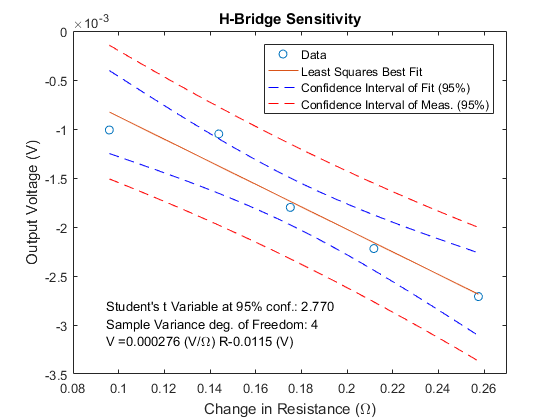 H-Bridge Sensitivity
×10⁻³
0
-0.5
-1
-1.5
-2
-2.5
-3
-3.5
Output Voltage (V)
Data
Least Squares Best Fit
Confidence Interval of Fit (95%)
Confidence Interval of Meas. (95%)
Student's t Variable at 95% conf.: 2.770
Sample Variance deg. of Freedom: 4
V =0.000276 (V/Ω) R-0.0115 (V)
0.08 0.1 0.12 0.14 0.16 0.18 0.2 0.22 0.24 0.26
Change in Resistance (Ω)